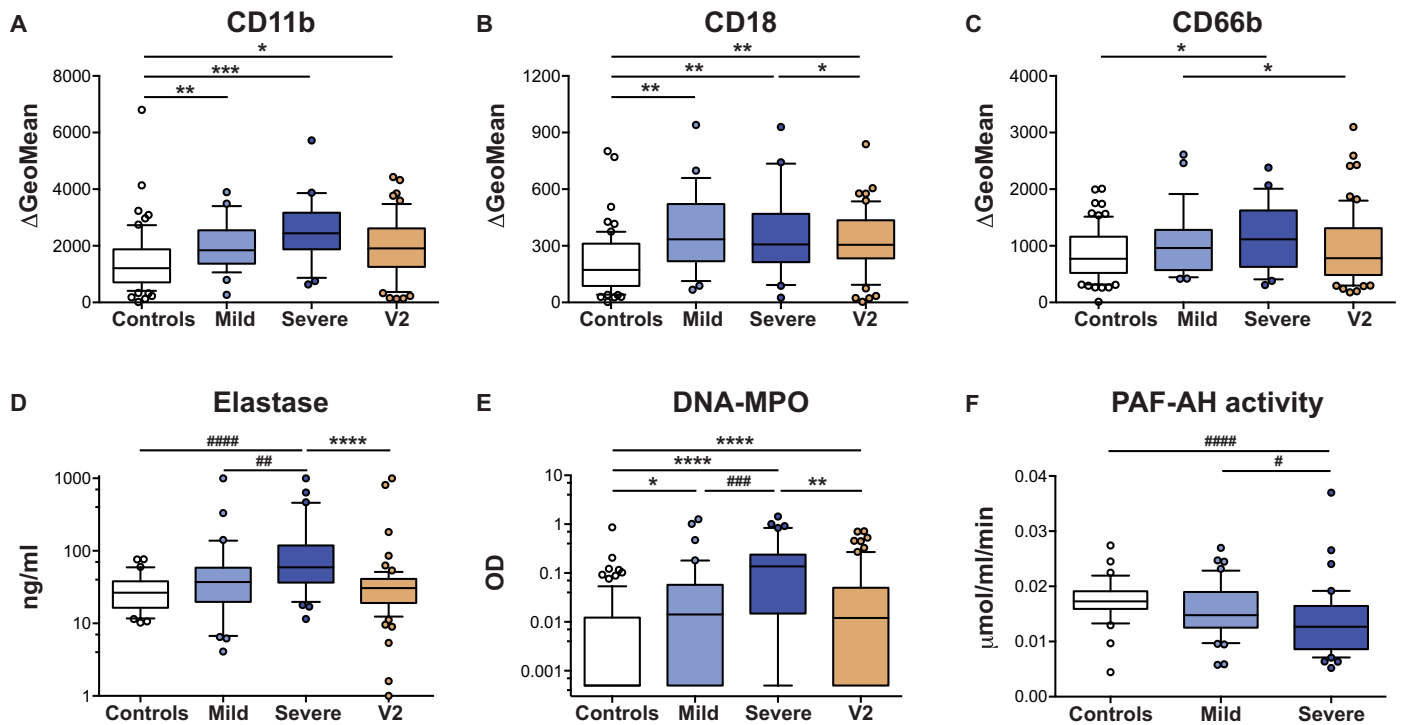 A CD11b
*
***
**
8000
6000
4000
2000
0
ΔGeoMean
Controls Mild Severe V2
B CD18
**
** *
**
1200
900
600
300
0
ΔGeoMean
Controls Mild Severe V2
C CD66b
*
*
4000
3000
2000
1000
0
ΔGeoMean
Controls Mild Severe V2
D Elastase
#### ****
##
1000
100
10
1
ng/ml
Controls Mild Severe V2
E DNA-MPO
****
****
* ### **
10
1
0.1
0.01
0.001
OD
Controls Mild Severe V2
F PAF-AH activity
####
#
0.04
0.03
0.02
0.01
0.00
μmol/ml/min
Controls Mild Severe